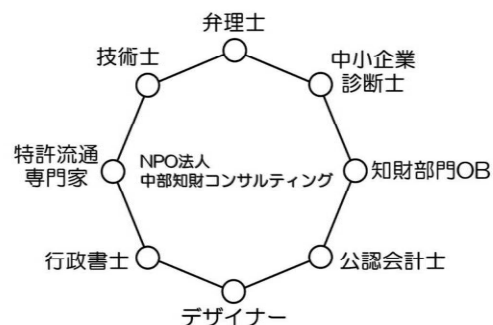 弁理士
技術士
中小企業
診断士
特許流通
専門家
NPO法人
中部知財コンサルティング
知財部門OB
行政書士
公認会計士
デザイナー